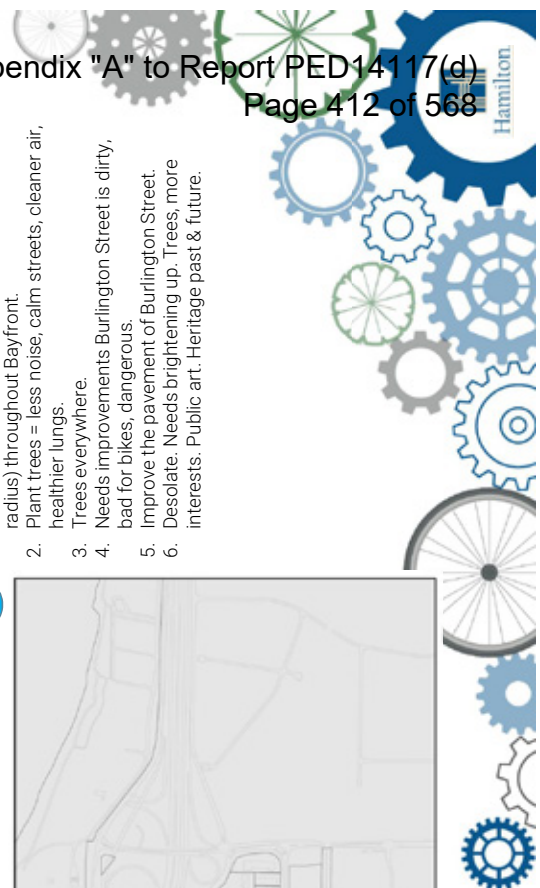 pendix "A" to Report PED14117(d)
Page 412 of 568
Hamilton
radius) throughout Bayfront.
2. Plant trees = less noise, calm streets, cleaner air,
healthier lungs.
3. Trees everywhere.
4. Needs improvements Burlington Street is dirty,
bad for bikes, dangerous.
5. Improve the pavement of Burlington Street.
6. Desolate. Needs brightening up. Trees, more
interests. Public art. Heritage past & future.